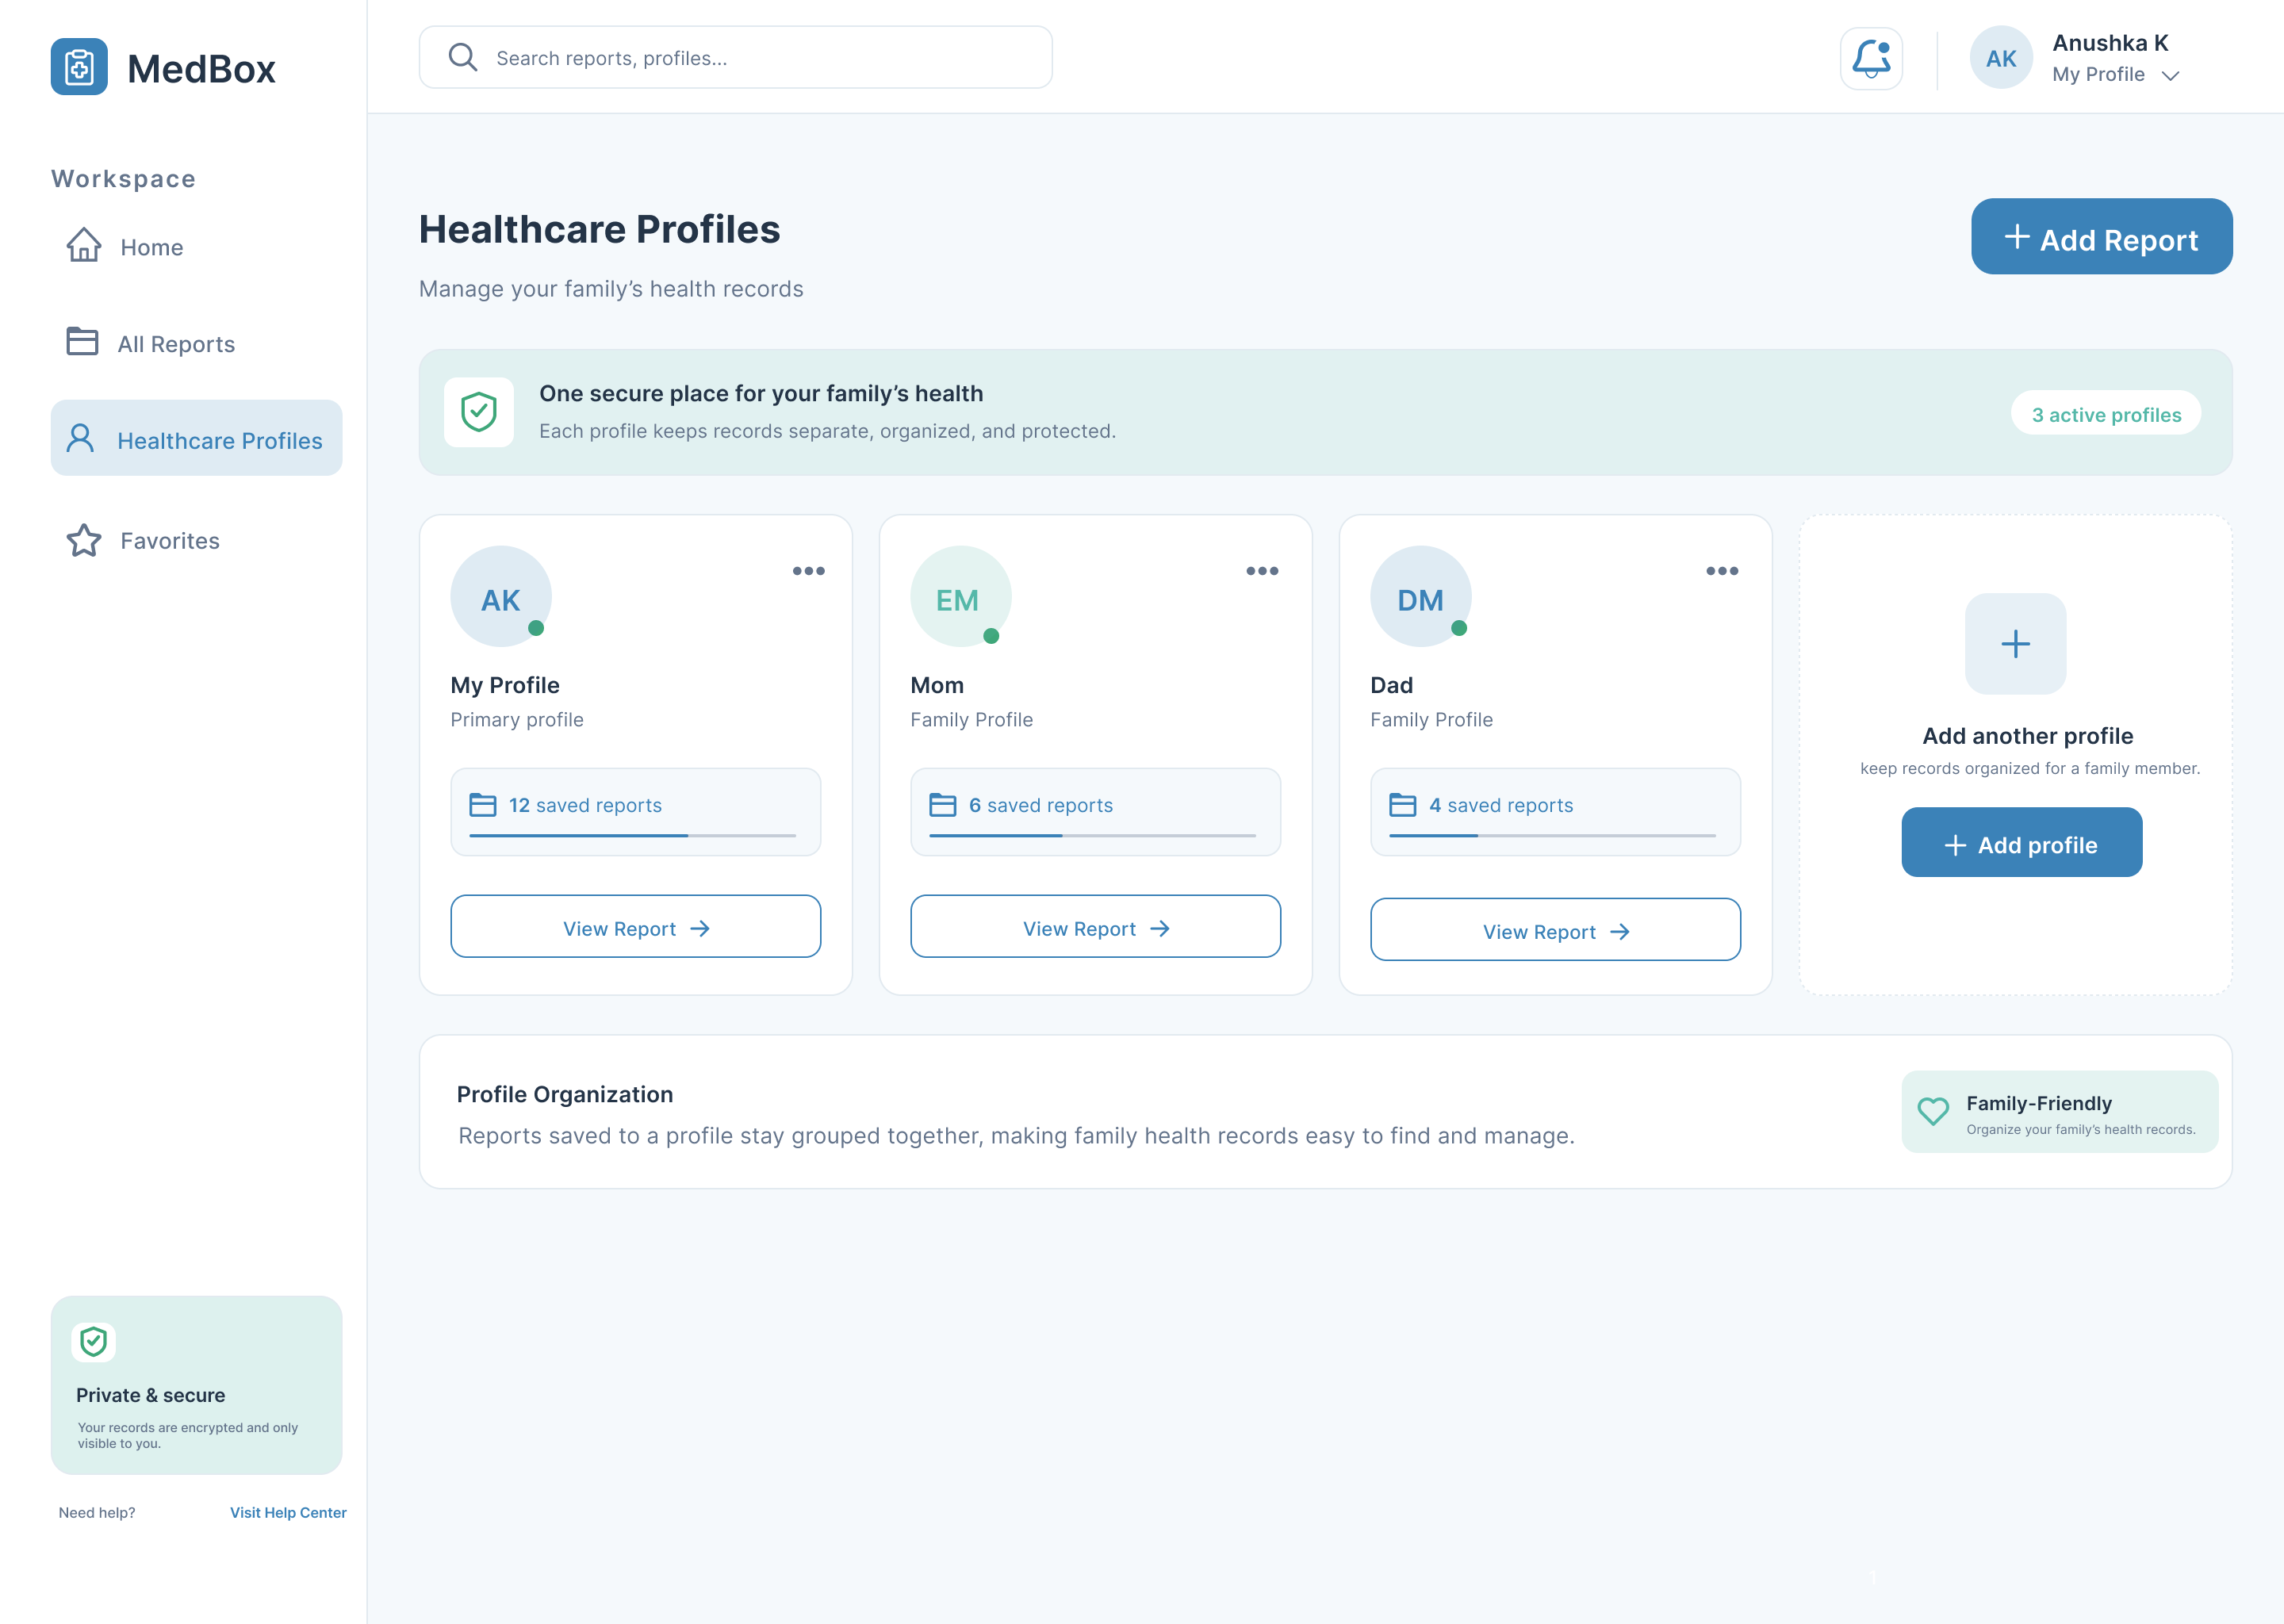 MedBox
Workspace
Home
All Reports
Healthcare Profiles
Favorites
Private & secure
Your records are encrypted and only
visible to you.
Need help?
Visit Help Center
Search reports, profiles...
AK
Anushka K
My Profile
Healthcare Profiles
Manage your family’s health records
+ Add Report
One secure place for your family’s health
Each profile keeps records separate, organized, and protected.
3 active profiles
AK
My Profile
Primary profile
12 saved reports
View Report →
EM
Mom
Family Profile
6 saved reports
View Report →
DM
Dad
Family Profile
4 saved reports
View Report →
Add another profile
keep records organized for a family member.
+ Add profile
Profile Organization
Reports saved to a profile stay grouped together, making family health records easy to find and manage.
Family-Friendly
Organize your family’s health records.
1